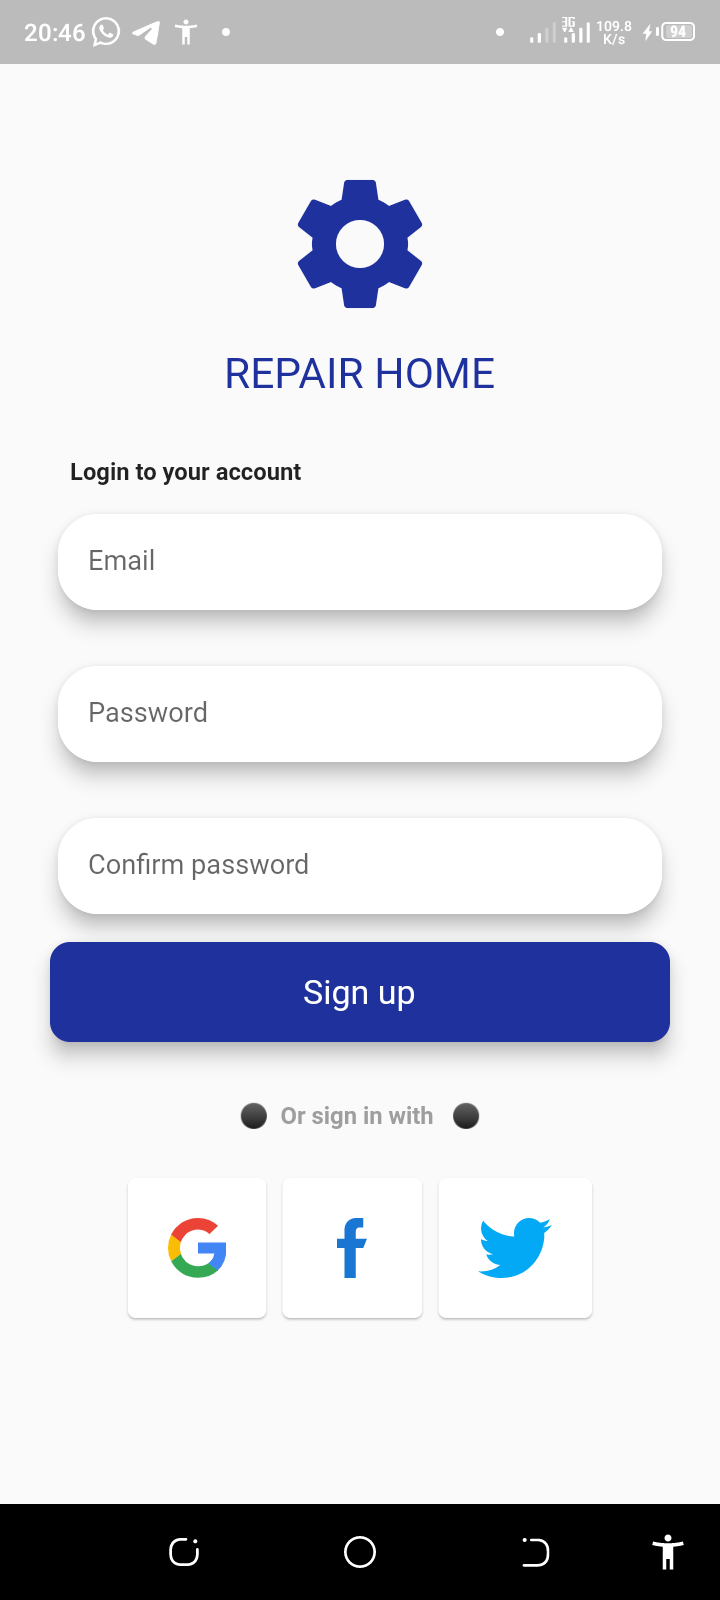 20:46
3G
109.8
K/s
94
REPAIR HOME
Login to your account
Email
Password
Confirm password
Sign up
Or sign in with